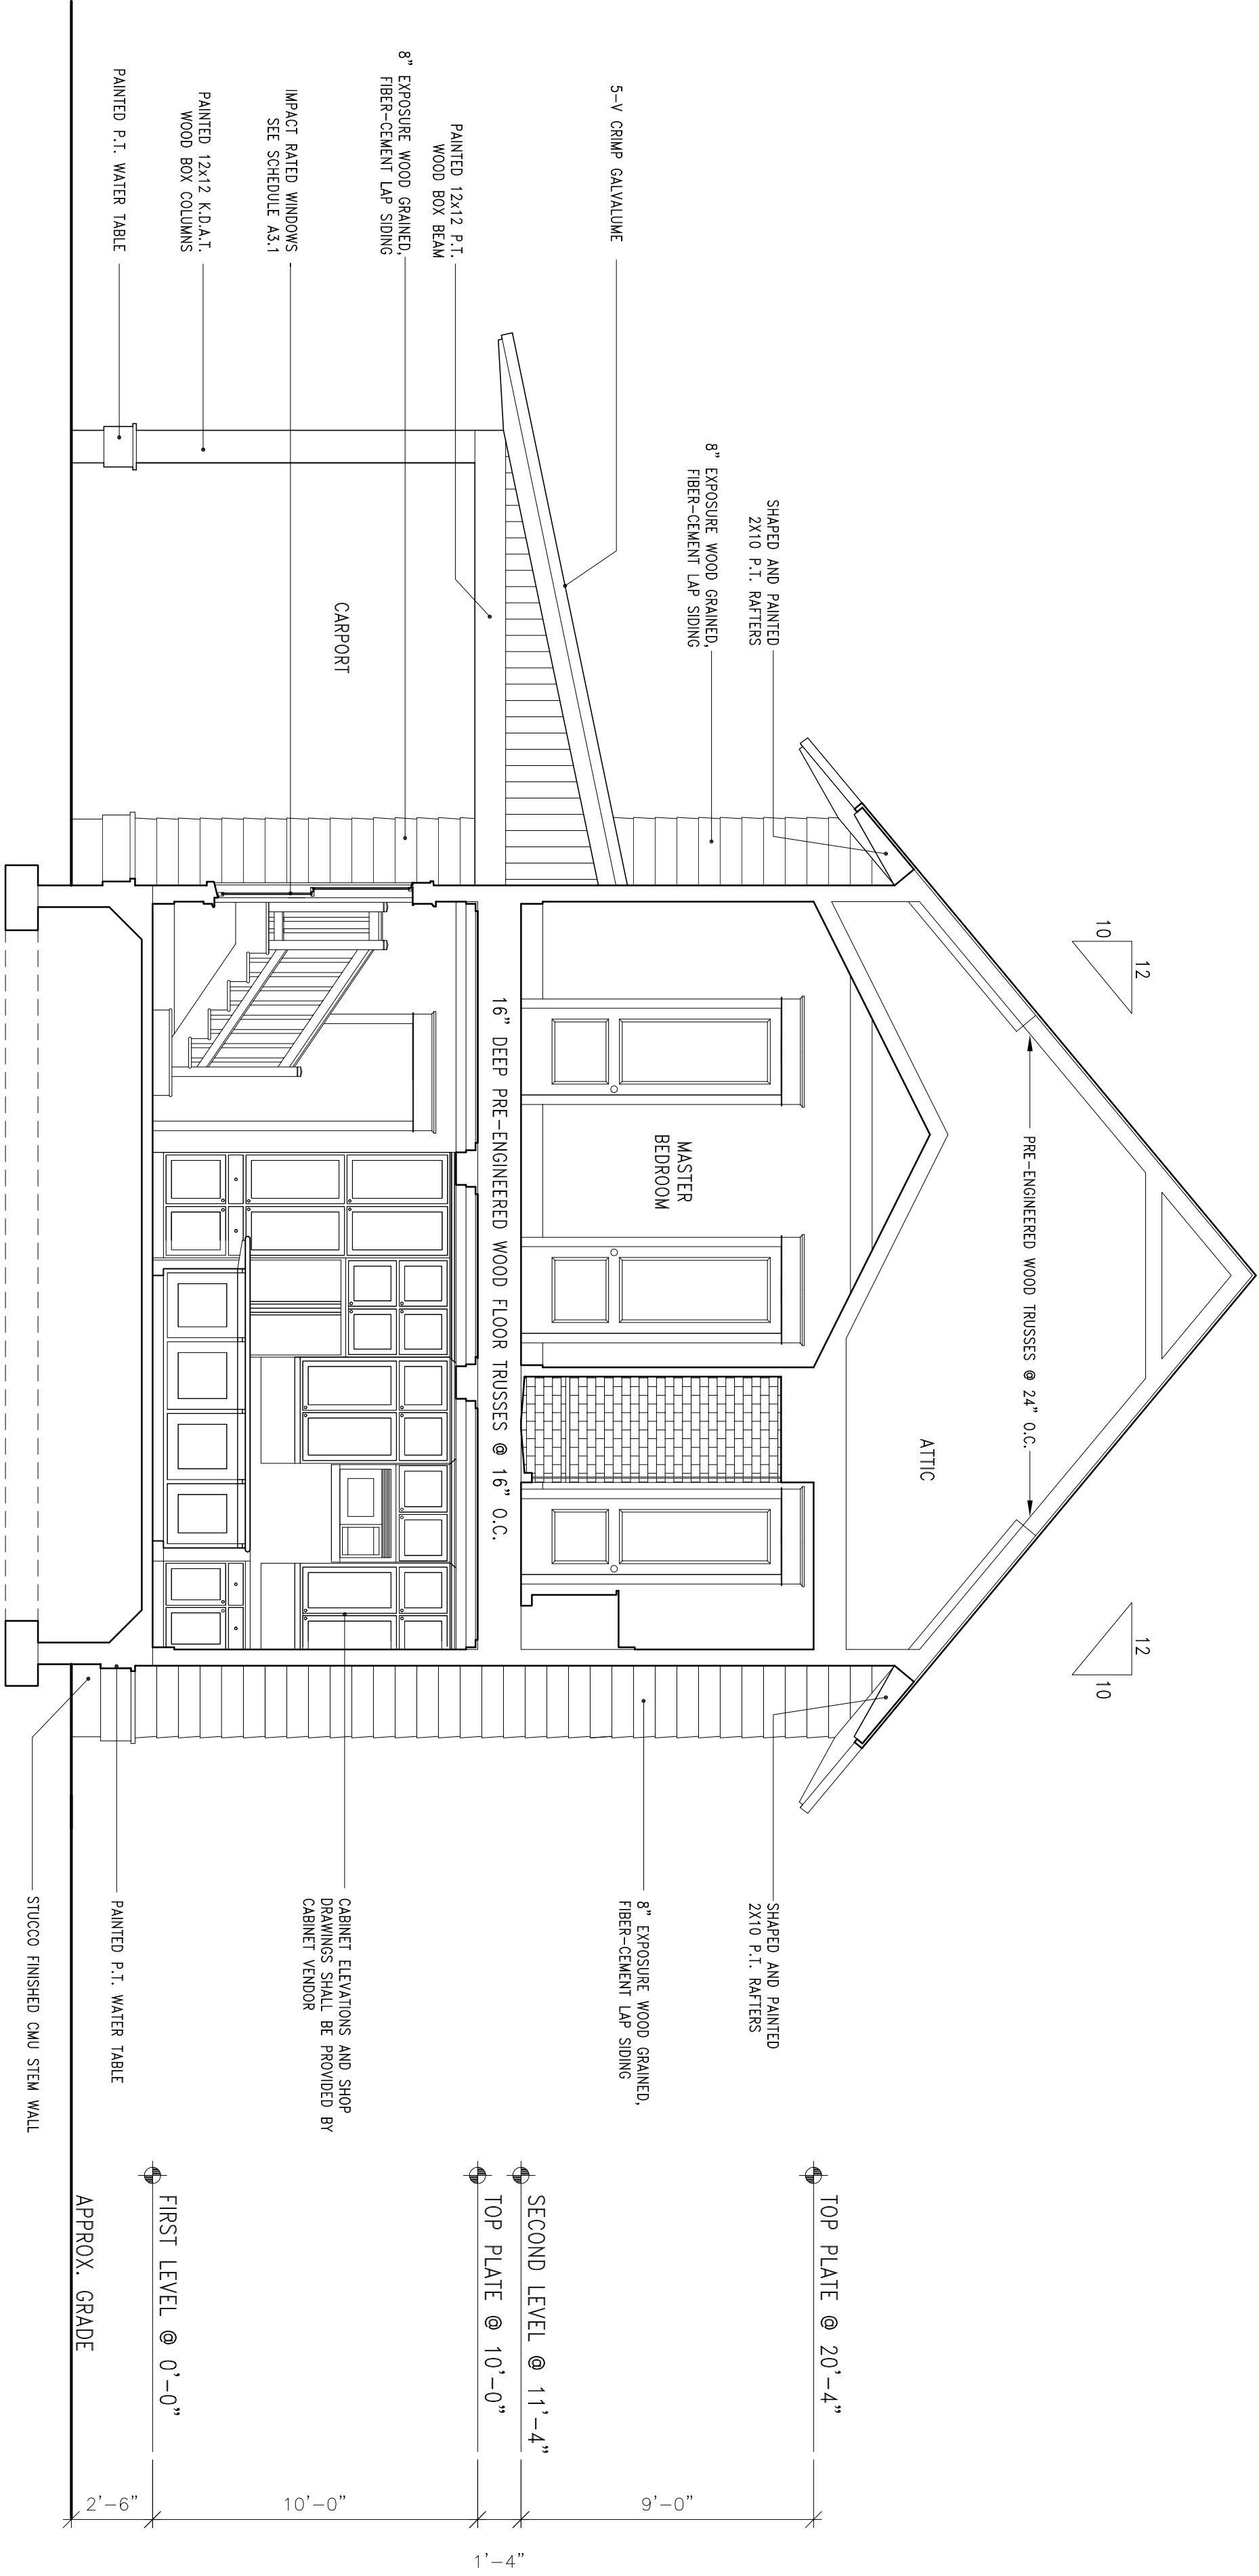 12
10
12
10
PRE-ENGINEERED WOOD TRUSSES @ 24" O.C.
ATTIC
SHAPED AND PAINTED
2X10 P.T. RAFTERS
8" EXPOSURE WOOD GRAINED,
FIBER-CEMENT LAP SIDING
5-V CRIMP GALVALUME
PAINTED 12x12 P.T.
WOOD BOX BEAM
8" EXPOSURE WOOD GRAINED,
FIBER-CEMENT LAP SIDING
IMPACT RATED WINDOWS
SEE SCHEDULE A3.1
PAINTED 12x12 K.D.A.T.
WOOD BOX COLUMNS
PAINTED P.T. WATER TABLE
CARPORT
MASTER
BEDROOM
16" DEEP PRE-ENGINEERED WOOD FLOOR TRUSSES @ 16" O.C.
SHAPED AND PAINTED
2X10 P.T. RAFTERS
8" EXPOSURE WOOD GRAINED,
FIBER-CEMENT LAP SIDING
CABINET ELEVATIONS AND SHOP
DRAWINGS SHALL BE PROVIDED BY
CABINET VENDOR
PAINTED P.T. WATER TABLE
STUCCO FINISHED CMU STEM WALL
TOP PLATE @ 20'-4"
SECOND LEVEL @ 11'-4"
TOP PLATE @ 10'-0"
FIRST LEVEL @ 0'-0"
APPROX. GRADE
9'-0"
1'-4"
10'-0"
2'-6"